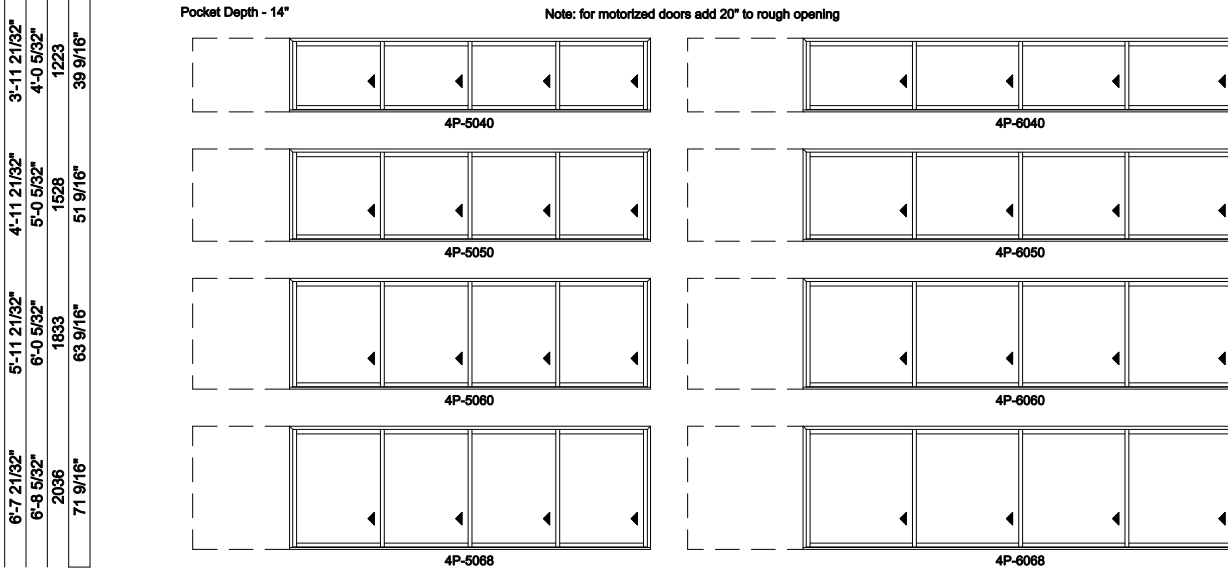 Pocket Depth - 14"
Note: for motorized doors add 20" to rough opening
3'-11 21/32"
4'-0 5/32"
1223
39 9/16"
4P-5040
4P-6040
4'-11 21/32"
5'-0 5/32"
1528
51 9/16"
4P-5050
4P-6050
5'-11 21/32"
6'-0 5/32"
1833
63 9/16"
4P-5060
4P-6060
6'-7 21/32"
6'-8 5/32"
2036
71 9/16"
4P-5068
4P-6068